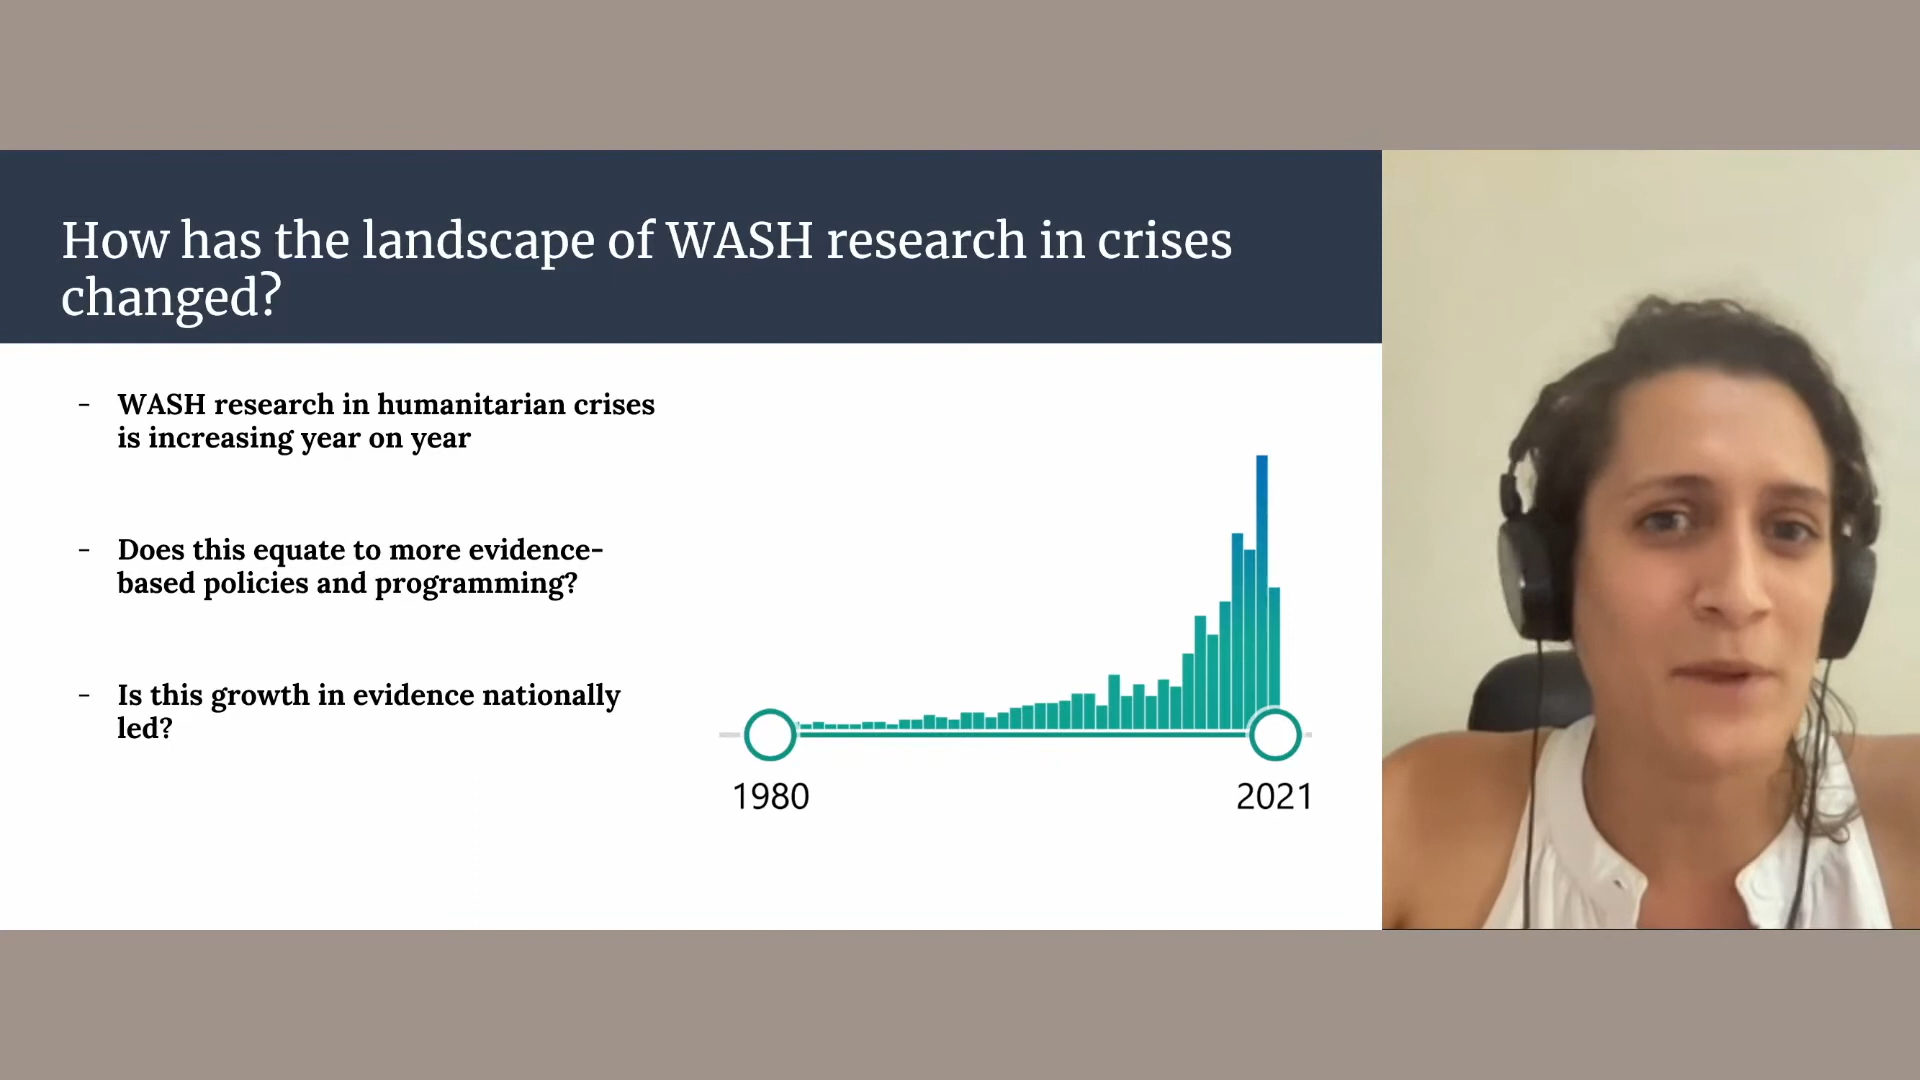 How has the landscape of WASH research in crises
changed?
- WASH research in humanitarian crises
is increasing year on year
- Does this equate to more evidence-
based policies and programming?
- Is this growth in evidence nationally
led?
1980
2021